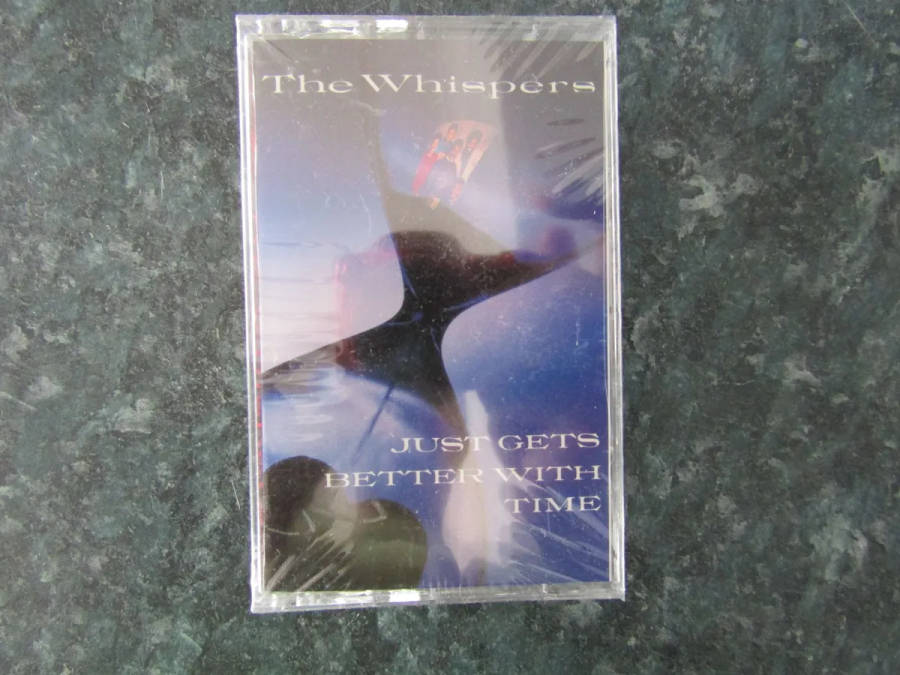 The Whispers
JUST GETS
BETTER WITH
TIME